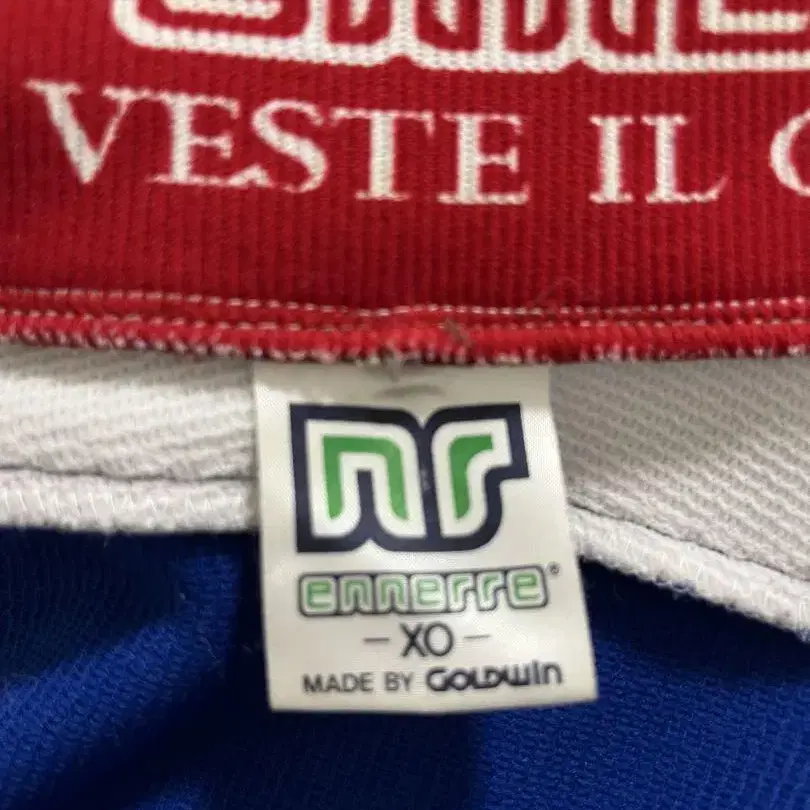 VESTE IL
nr
ennerre®
-XO-
MADE BY GOLDWIN